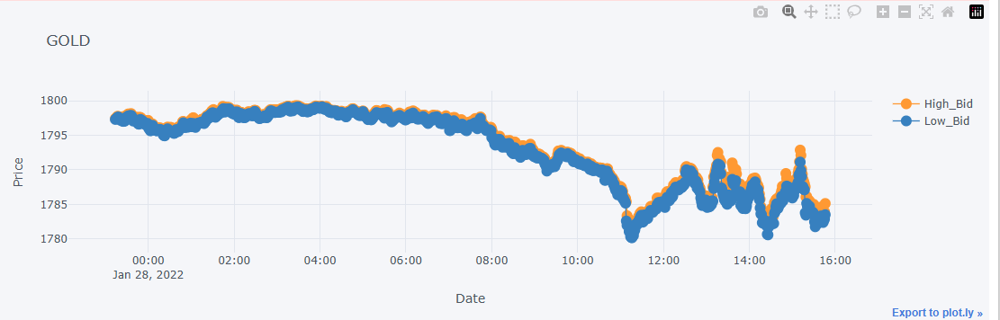 GOLD
1800
1795
1790
1785
1780
Price
00:00 02:00 04:00 06:00 08:00 10:00 12:00 14:00 16:00
Jan 28, 2022
Date
High_Bid
Low_Bid
Export to plot.ly »